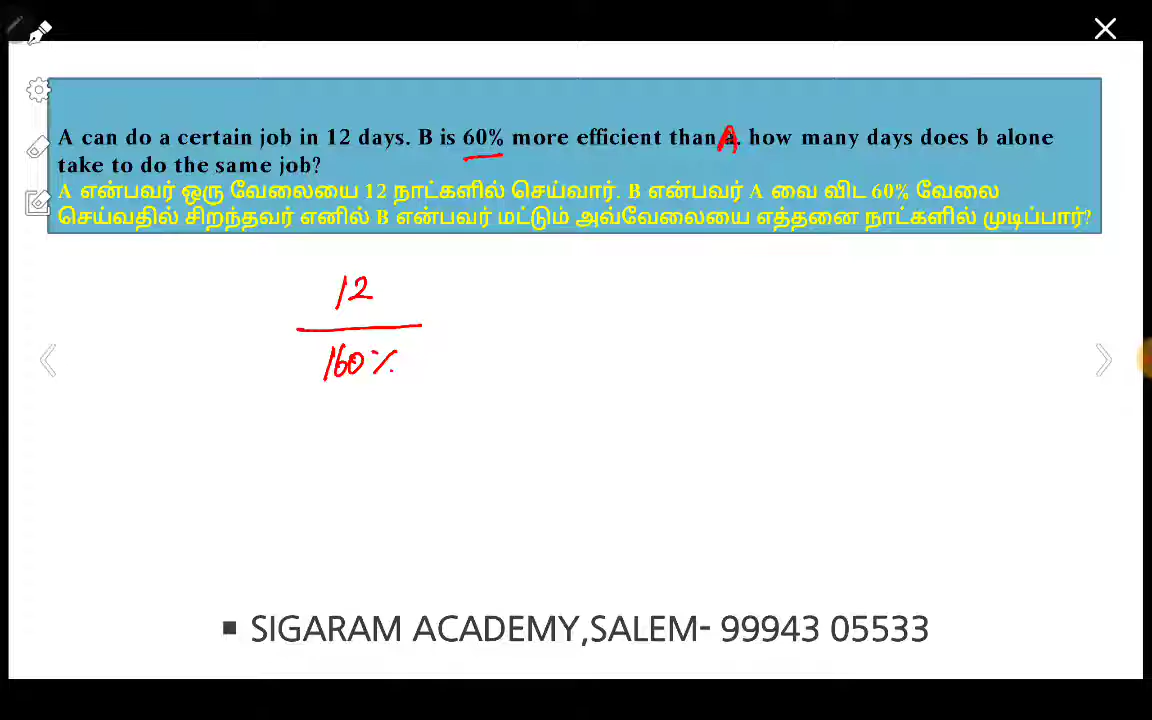 A can do a certain job in 12 days. B is 60% more efficient than A. how many days does b alone
take to do the same job?
A என்பவர் ஒரு வேலையை 12 நாட்களில் செய்வார். B என்பவர் A வை விட 60% வேலை
செய்வதில் சிறந்தவர் எனில் B என்பவர் மட்டும் அவ்வேலையை எத்தனை நாட்களில் முடிப்பார்?
12
160%
▪ SIGARAM ACADEMY,SALEM- 99943 05533